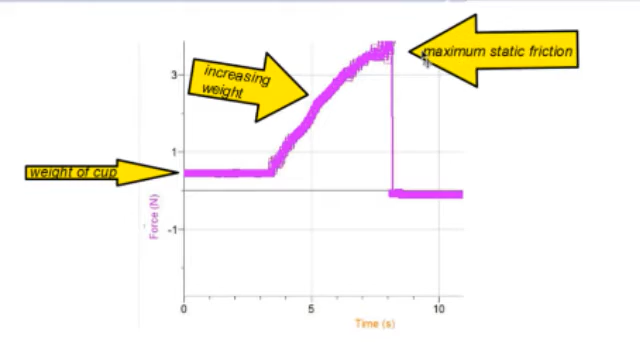 maximum static friction
increasing
weight
3
weight of cup
1
-1
Force (N)
0
5
10
Time (s)